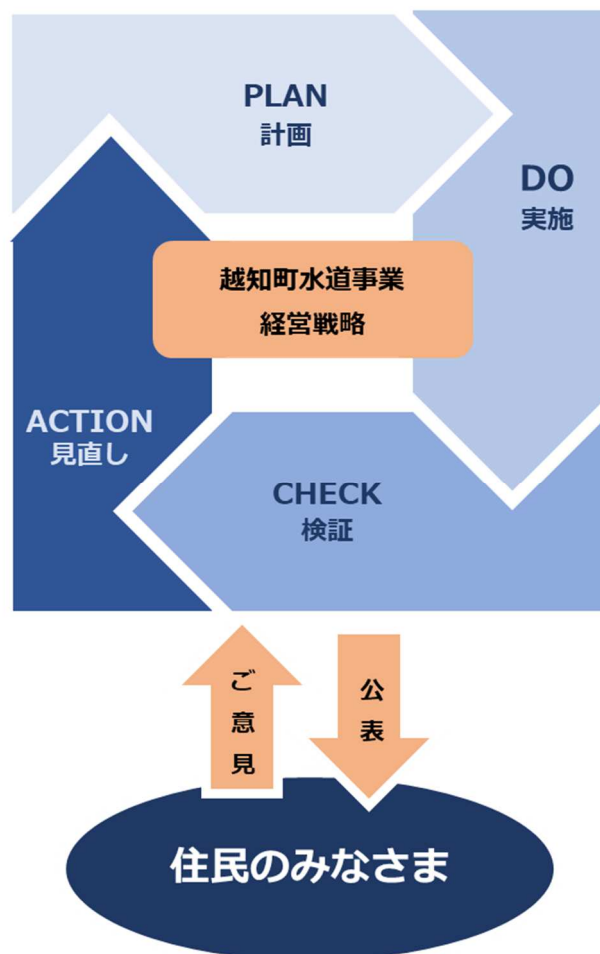 PLAN
計画
DO
実施
越知町水道事業
経営戦略
ACTION
見直し
CHECK
検証
ご意見
公表
住民のみなさま